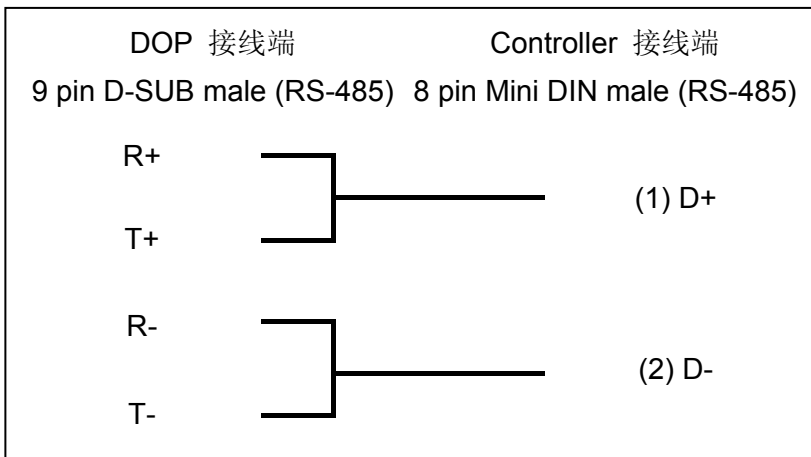 DOP 接线端 Controller 接线端
9 pin D-SUB male (RS-485) 8 pin Mini DIN male (RS-485)
R+
(1) D+
T+
R-
(2) D-
T-